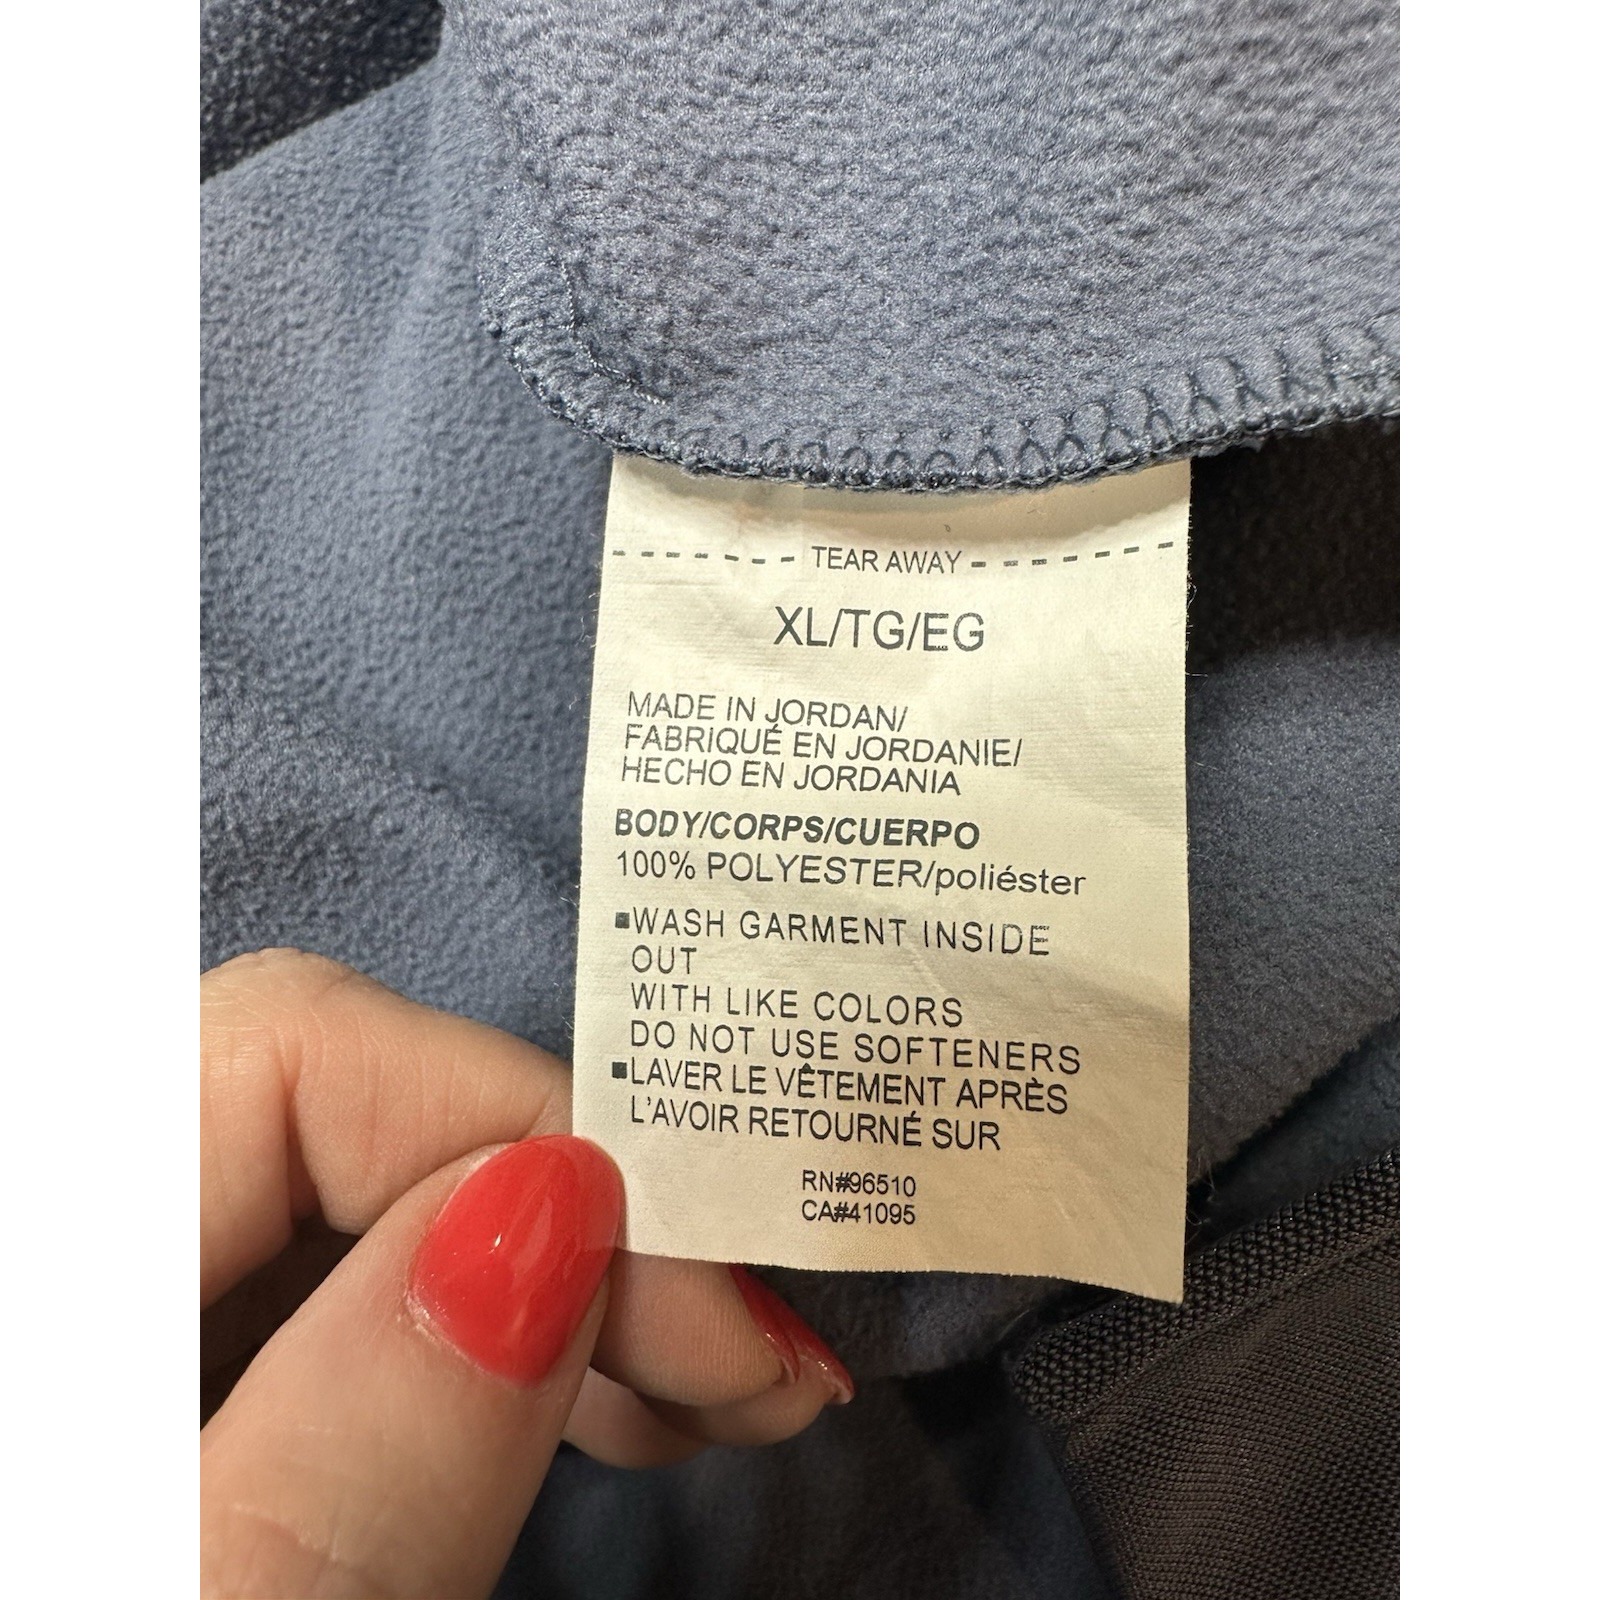 TEAR AWAY
XL/TG/EG
MADE IN JORDAN/
FABRIQUÉ EN JORDANIE/
HECHO EN JORDANIA
BODY/CORPS/CUERPO
100% POLYESTER/poliéster
▪WASH GARMENT INSIDE
OUT
WITH LIKE COLORS
DO NOT USE SOFTENERS
▪LAVER LE VÊTEMENT APRÈS
L'AVOIR RETOURNÉ SUR
RN#96510
CA#41095